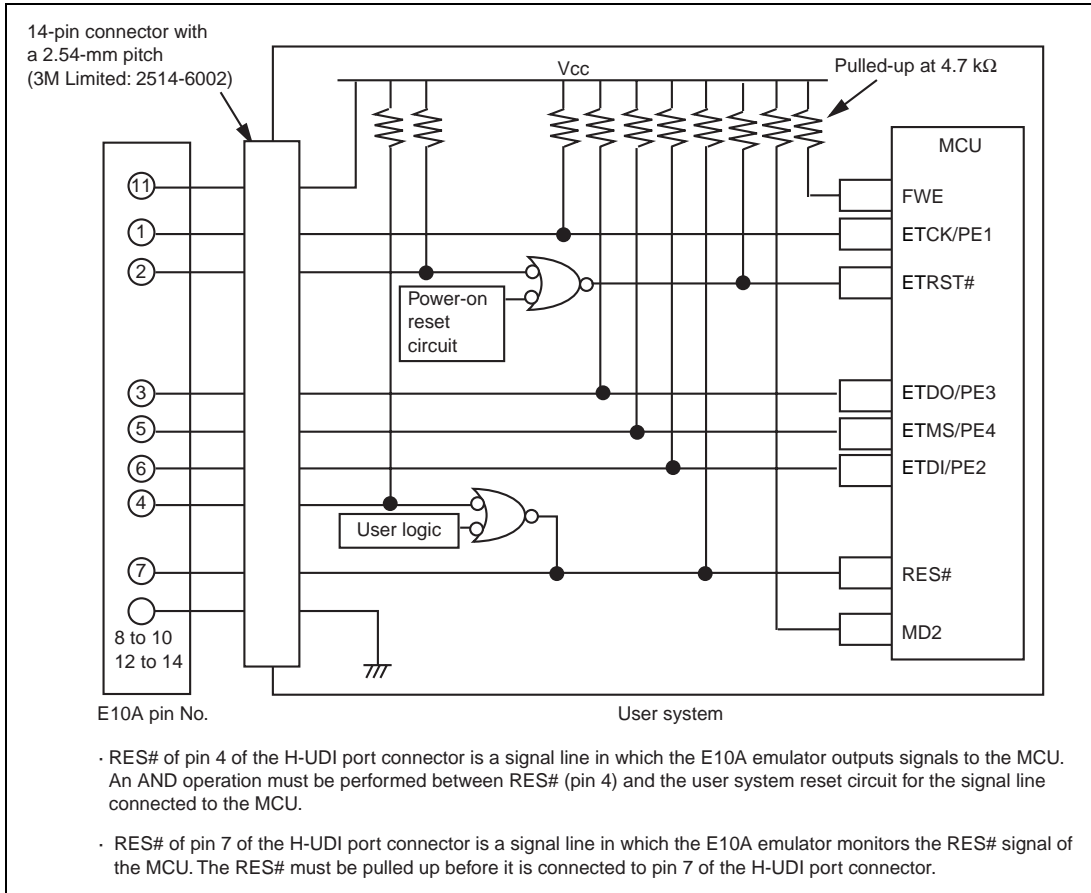 14-pin connector with
a 2.54-mm pitch
(3M Limited: 2514-6002)
Vcc
Pulled-up at 4.7 kΩ
MCU
11
FWE
1
ETCK/PE1
2
ETRST#
Power-on
reset
circuit
3
ETDO/PE3
5
ETMS/PE4
6
ETDI/PE2
4
User logic
7
RES#
8 to 10
12 to 14
MD2
E10A pin No.
User system
· RES# of pin 4 of the H-UDI port connector is a signal line in which the E10A emulator outputs signals to the MCU.
An AND operation must be performed between RES# (pin 4) and the user system reset circuit for the signal line
connected to the MCU.
· RES# of pin 7 of the H-UDI port connector is a signal line in which the E10A emulator monitors the RES# signal of
the MCU. The RES# must be pulled up before it is connected to pin 7 of the H-UDI port connector.